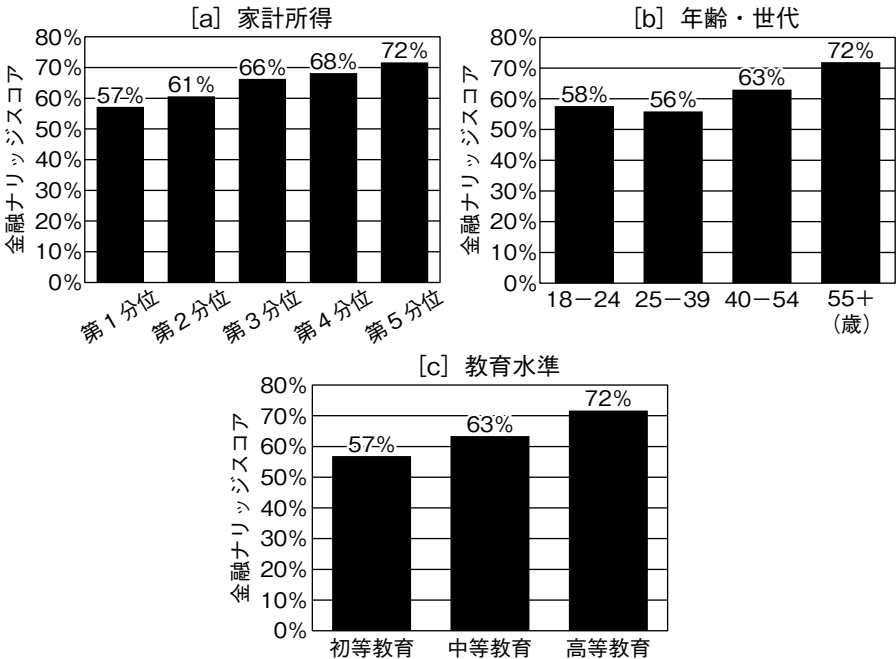 [a] 家計所得
金融ナリッジスコア
80%
70%
60%
50%
40%
30%
20%
10%
0%
57%
61%
66%
68%
72%
第1分位
第2分位
第3分位
第4分位
第5分位
[b] 年齢・世代
金融ナリッジスコア
80%
70%
60%
50%
40%
30%
20%
10%
0%
58%
56%
63%
72%
18－24
25－39
40－54
55＋
（歳）
[c] 教育水準
金融ナリッジスコア
80%
70%
60%
50%
40%
30%
20%
10%
0%
57%
63%
72%
初等教育
中等教育
高等教育